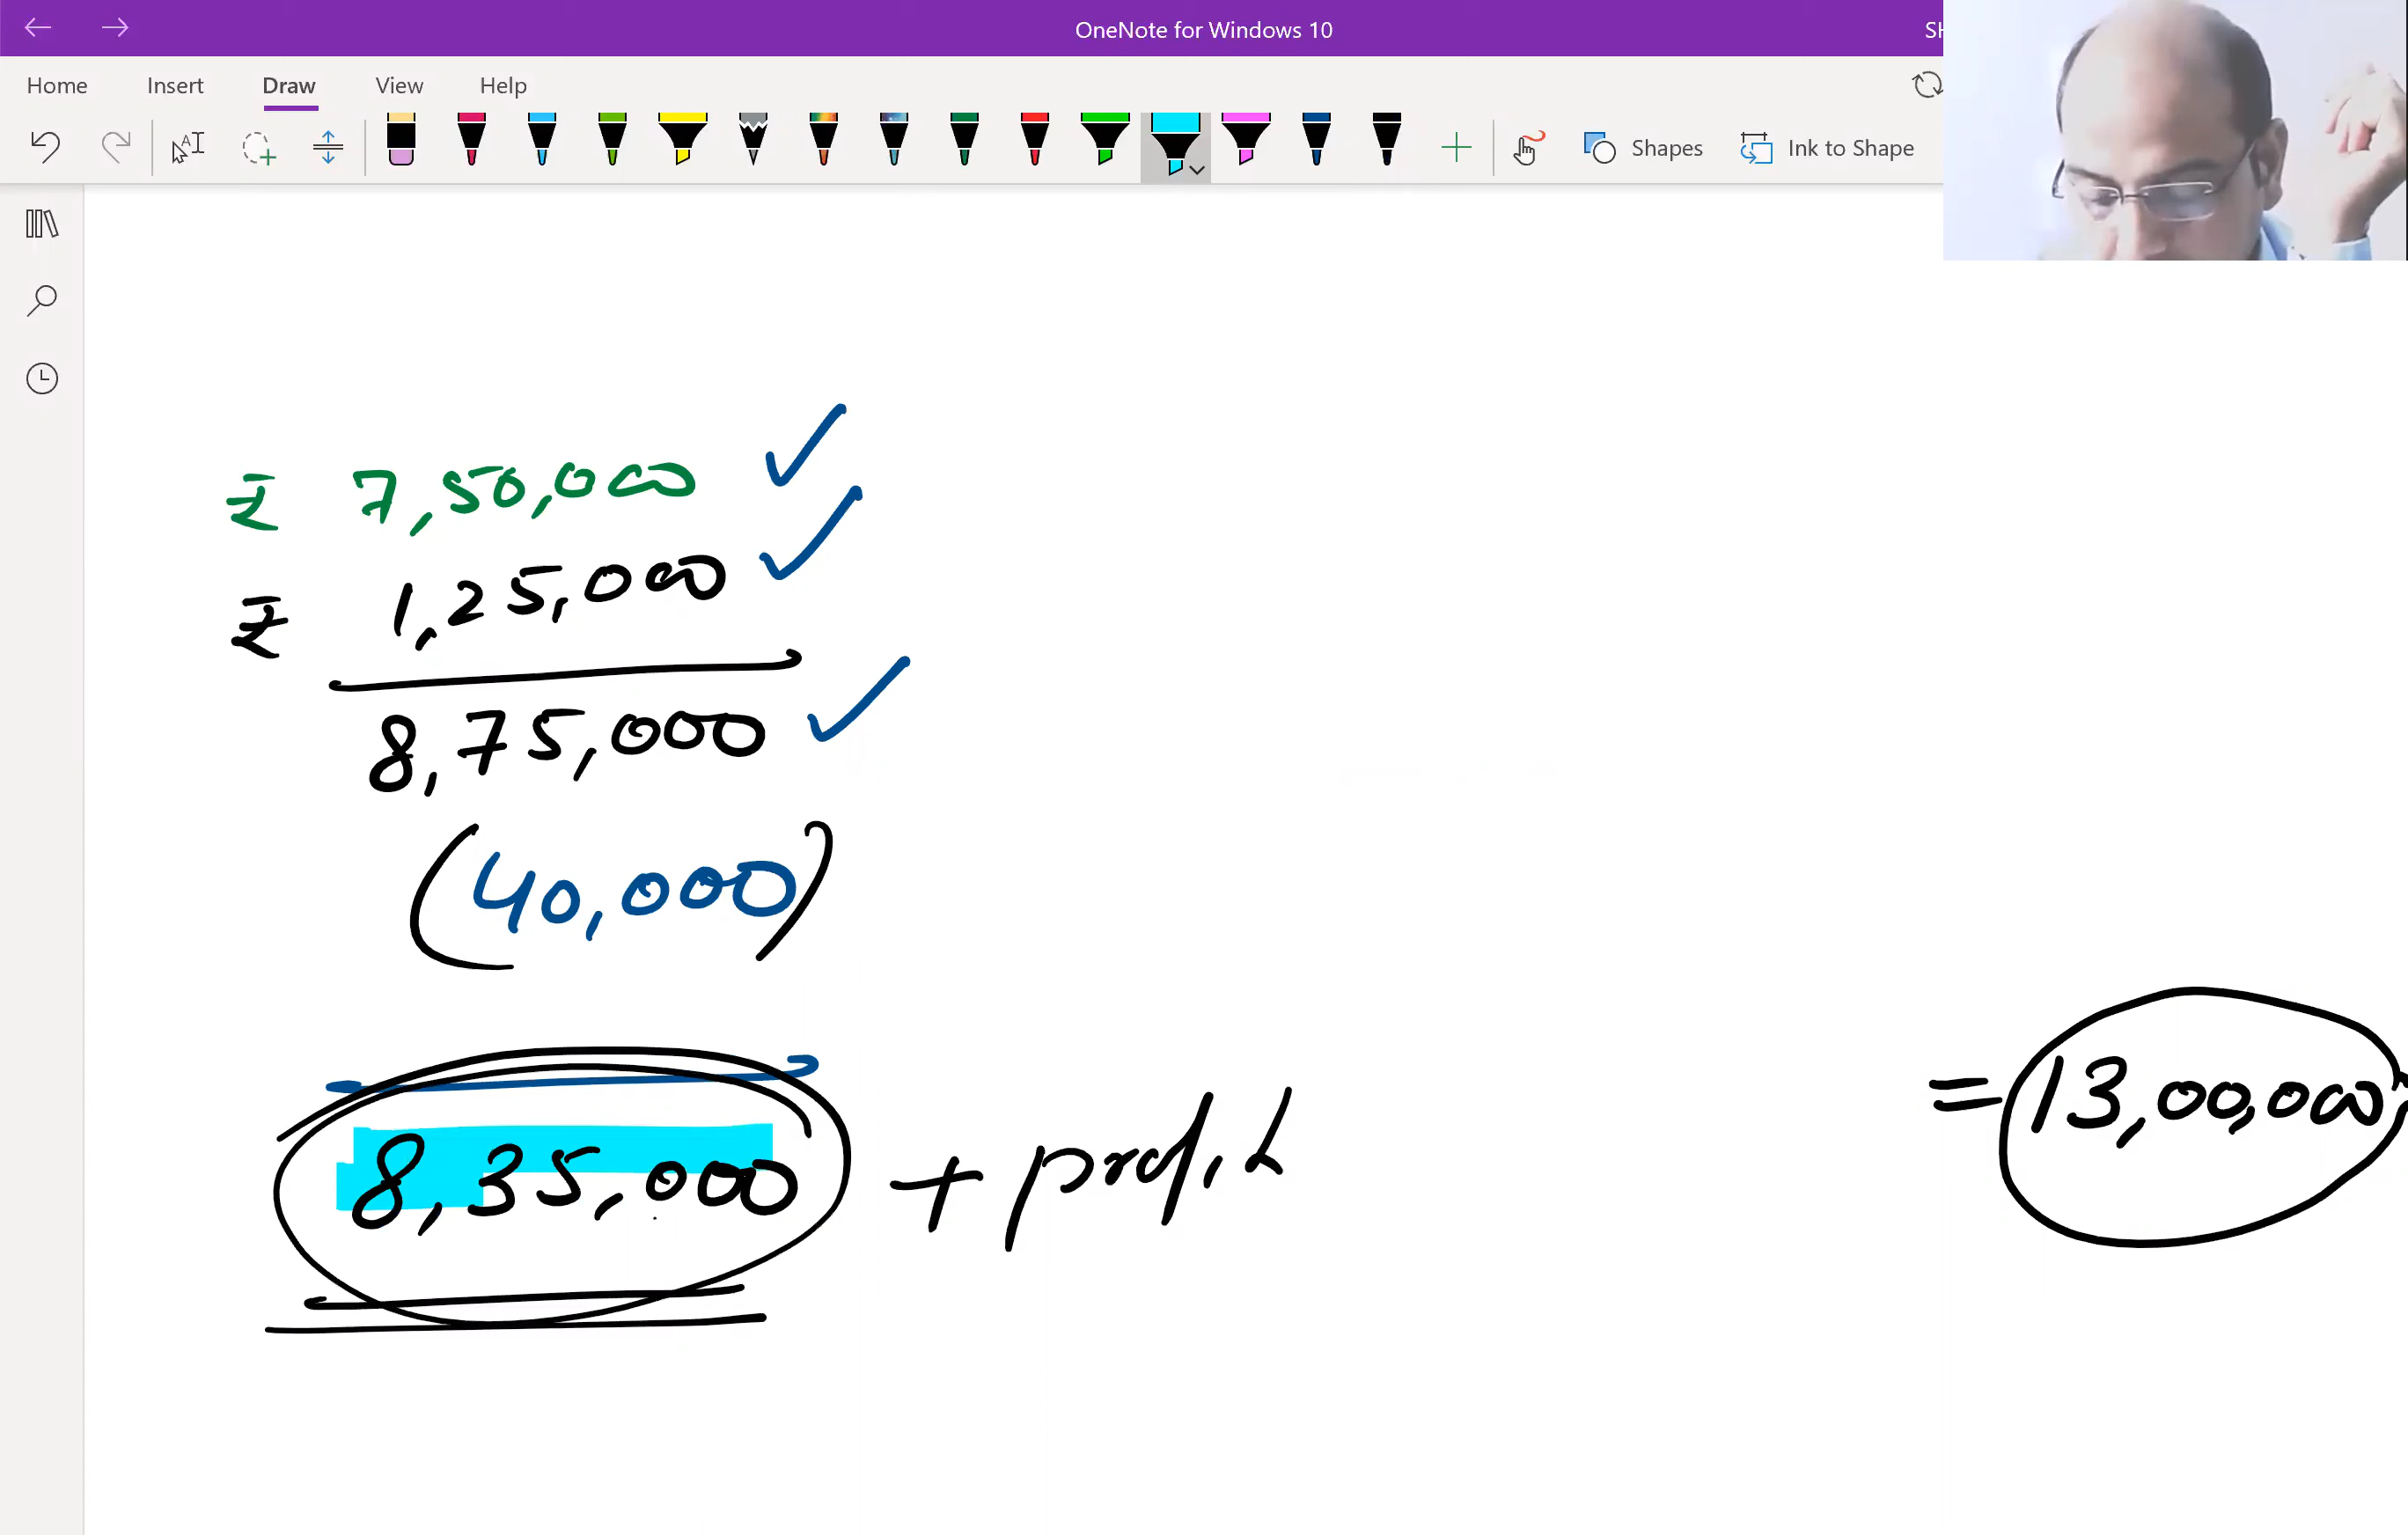 OneNote for Windows 10
SH
Home Insert Draw View Help
Shapes Ink to Shape
₹ 7,50,000
₹ 1,25,000
8,75,000
(40,000)
8,35,000 + profit = 13,00,000